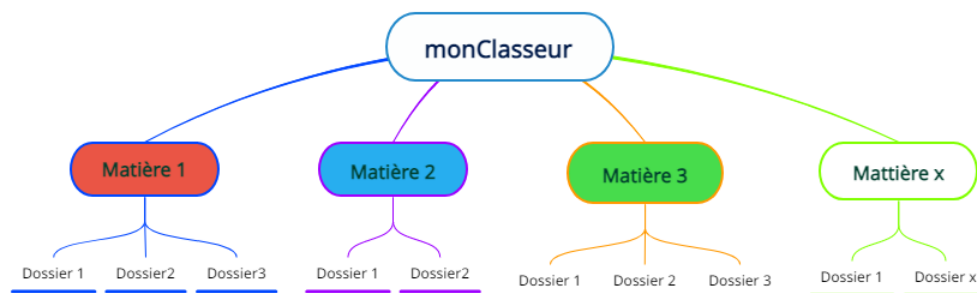 monClasseur
Matière 1
Matière 2
Matière 3
Mattière x
Dossier 1
Dossier2
Dossier3
Dossier 1
Dossier2
Dossier 1
Dossier 2
Dossier 3
Dossier 1
Dossier x